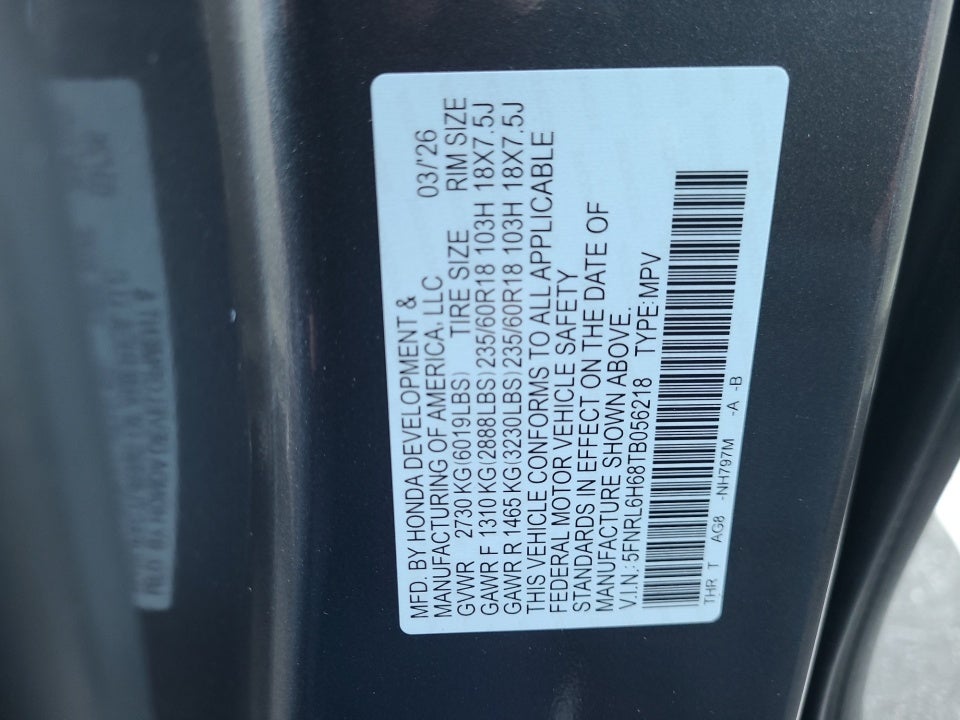 MFD. BY HONDA DEVELOPMENT & 03/'26
MANUFACTURING OF AMERICA, LLC
GVWR 2730 KG(6019LBS) TIRE SIZE RIM SIZE
GAWR F 1310 KG(2888LBS)235/60R18 103H 18X7.5J
GAWR R 1465 KG(3230LBS)235/60R18 103H 18X7.5J
THIS VEHICLE CONFORMS TO ALL APPLICABLE
FEDERAL MOTOR VEHICLE SAFETY
STANDARDS IN EFFECT ON THE DATE OF
MANUFACTURE SHOWN ABOVE.
V.I.N.: 5FNRL6H68TB056218 TYPE: MPV
THR T AG8 -NH797M -A -B